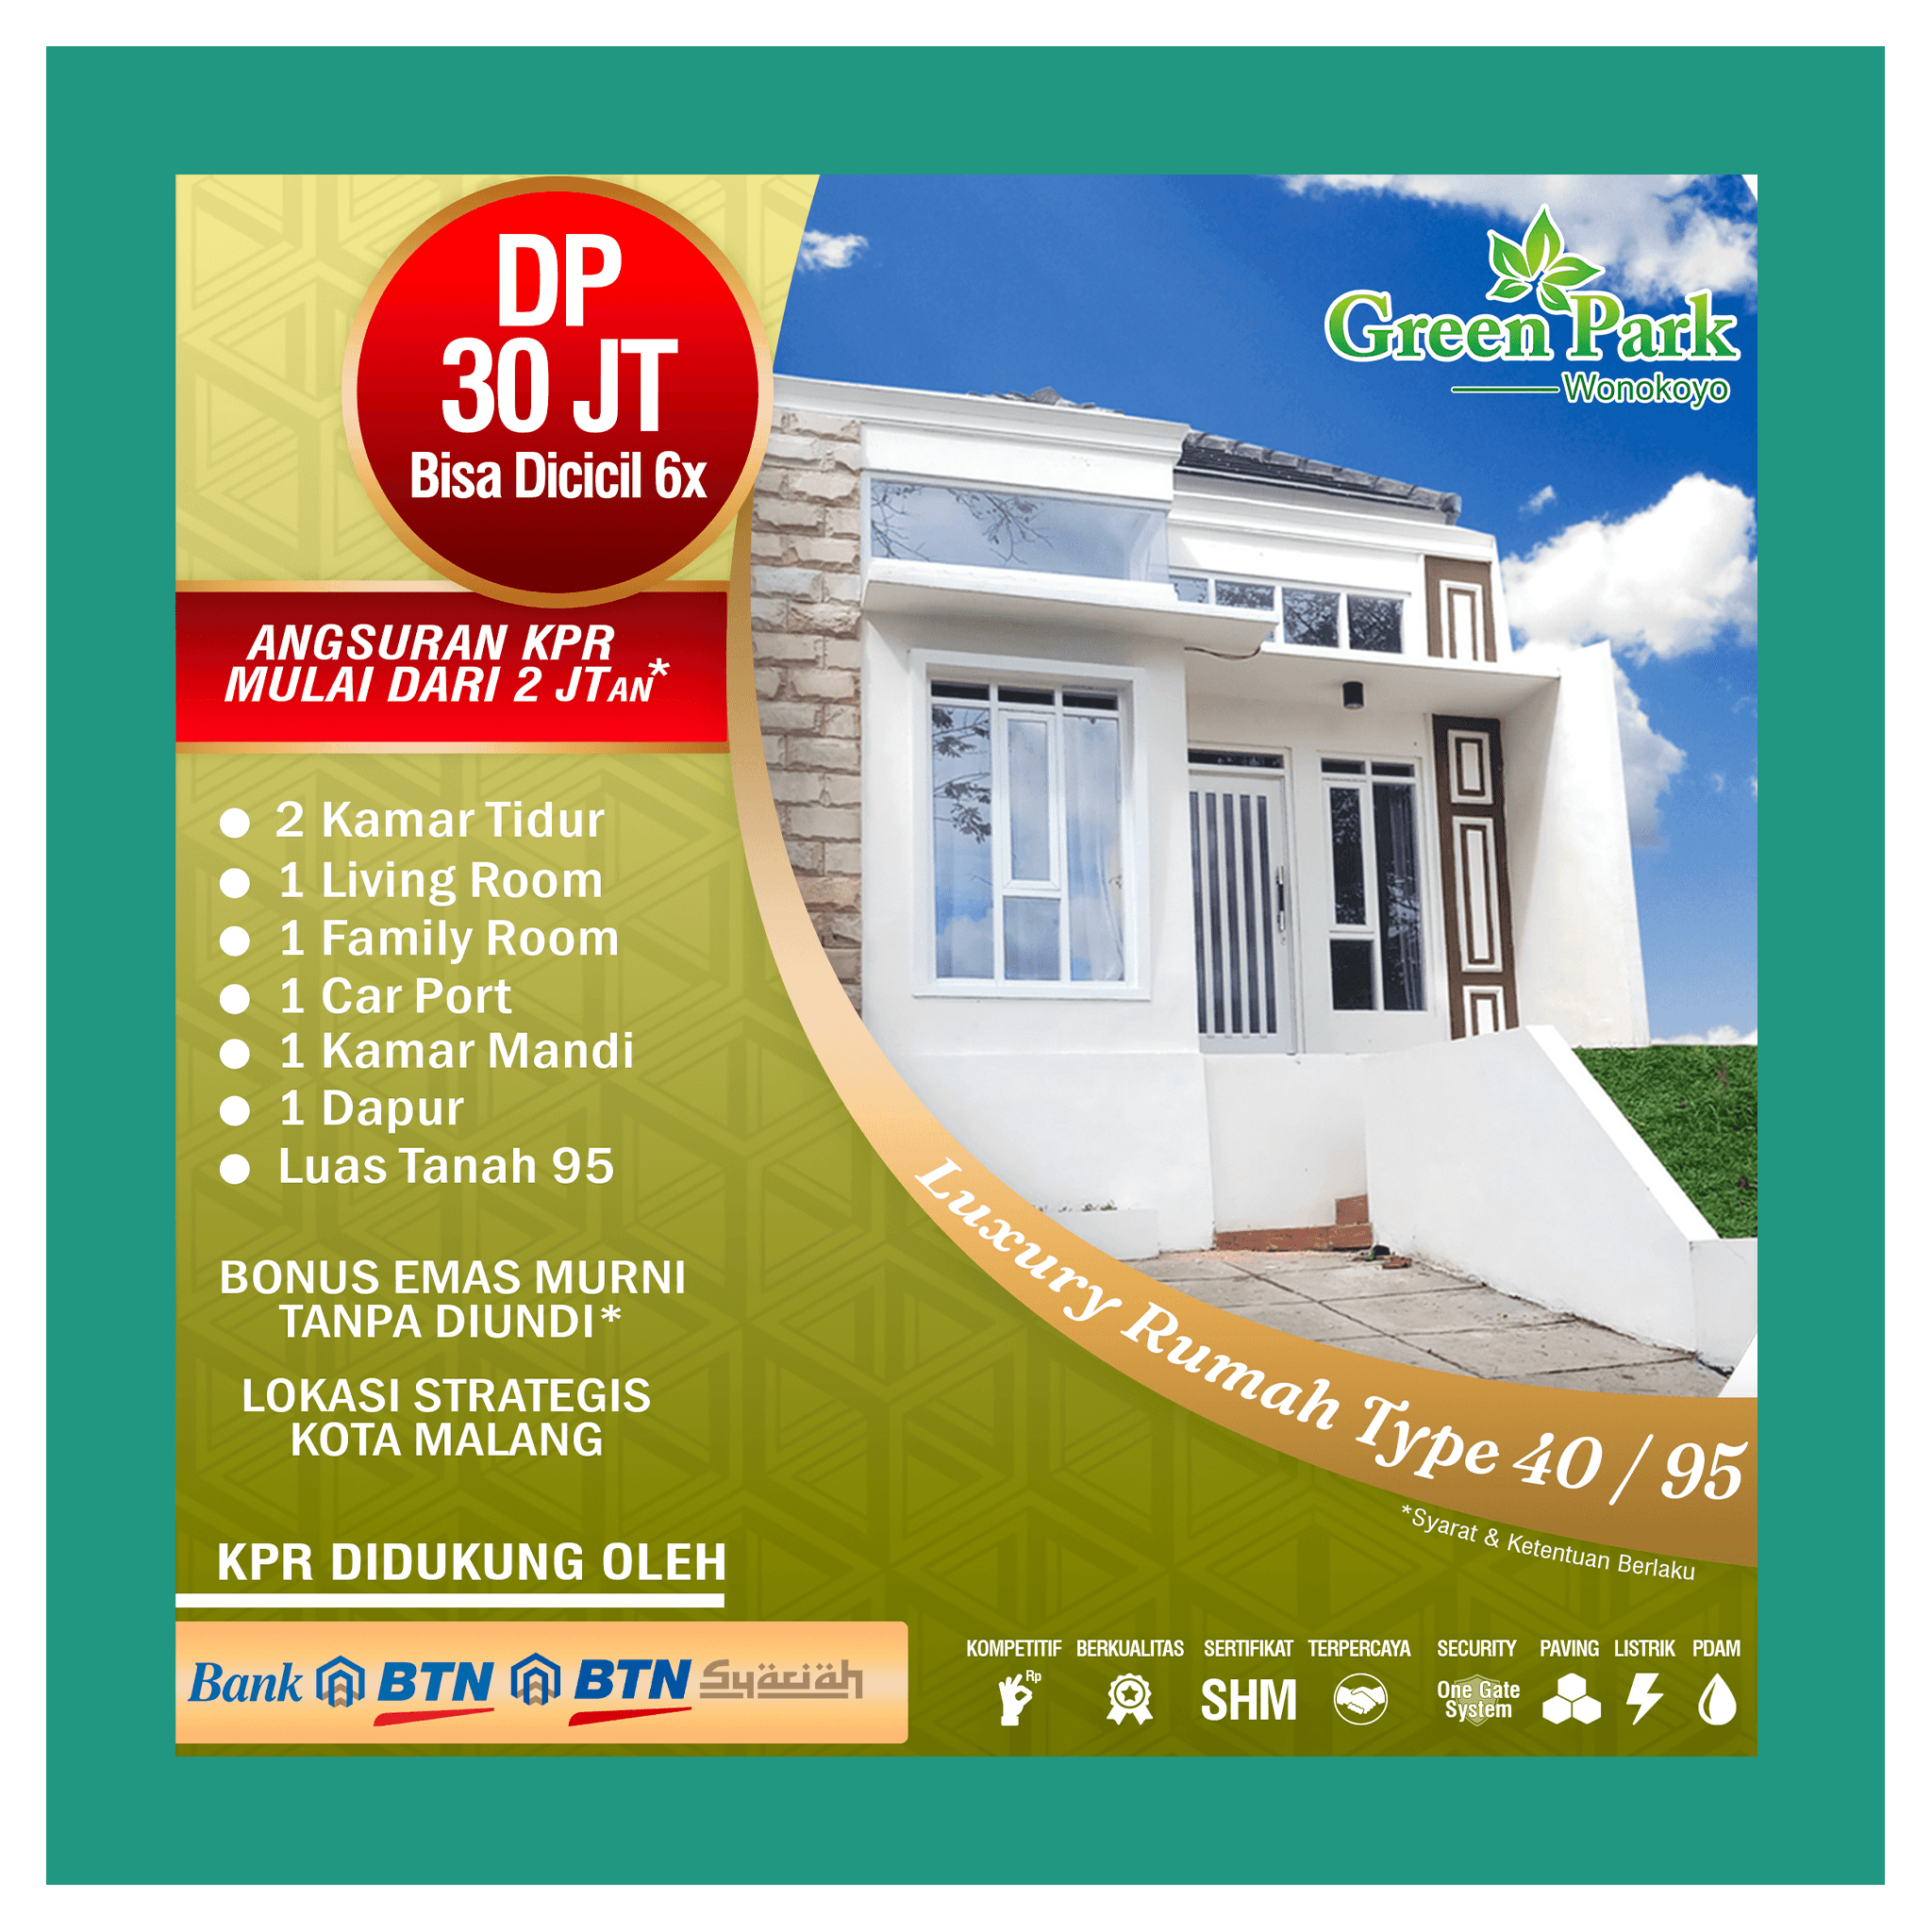 DP
30 JT
Bisa Dicicil 6x
Green Park
Wonokoyo
ANGSURAN KPR
MULAI DARI 2 JTAN*
2 Kamar Tidur
1 Living Room
1 Family Room
1 Car Port
1 Kamar Mandi
1 Dapur
Luas Tanah 95
BONUS EMAS MURNI
TANPA DIUNDI*
LOKASI STRATEGIS
KOTA MALANG
Luxury Rumah Type 40 / 95
*Syarat & Ketentuan Berlaku
KPR DIDUKUNG OLEH
Bank BTN BTN Syariah
KOMPETITIF BERKUALITAS SERTIFIKAT TERPERCAYA SECURITY PAVING LISTRIK PDAM
Rp
SHM
One Gate
System